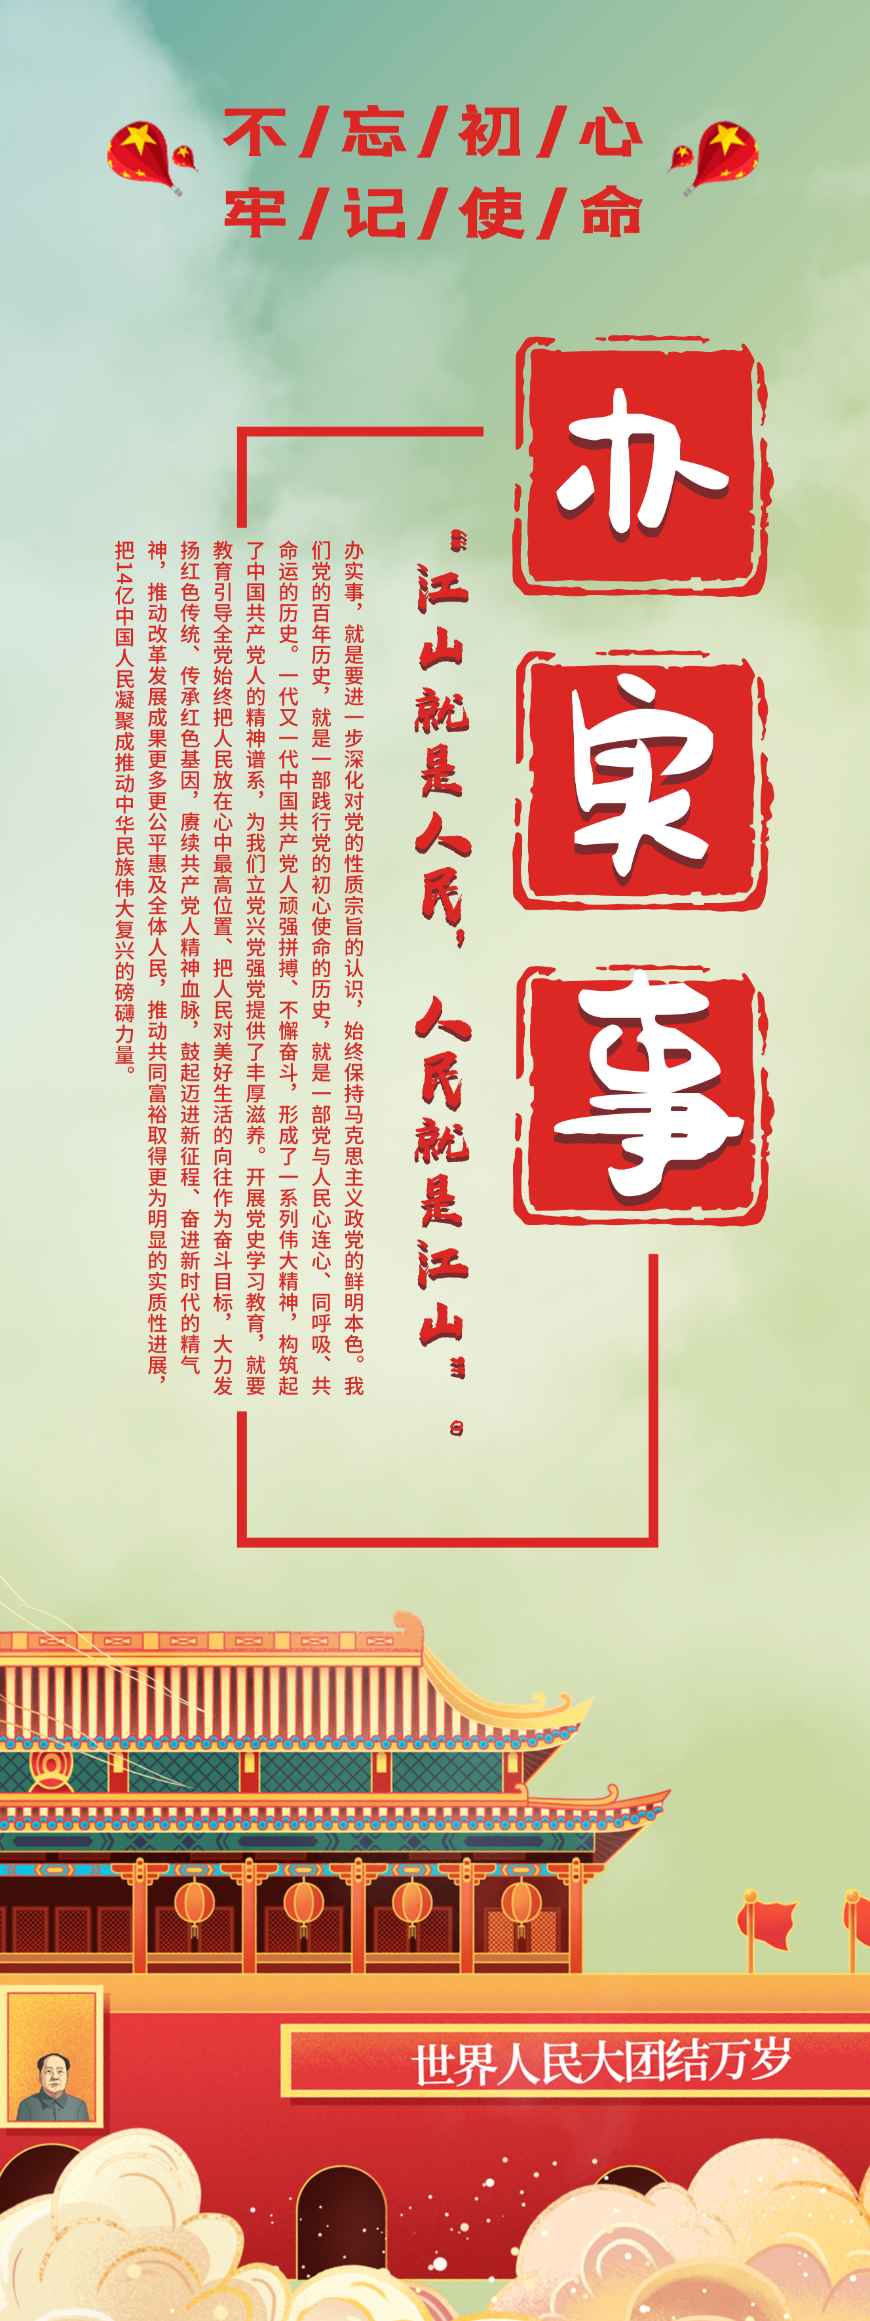 不/忘/初/心
牢/记/使/命
办实事
“江山就是人民，人民就是江山”。
办实事，就是要进一步深化对党的性质宗旨的认识，始终保持马克思主义政党的鲜明本色。我
们党的百年历史，就是一部践行党的初心使命的历史，就是一部党与人民心连心、同呼吸、共
命运的历史。一代又一代中国共产党人顽强拼搏、不懈奋斗，形成了一系列伟大精神，构筑起
了中国共产党人的精神谱系，为我们立党兴党强党提供了丰厚滋养。开展党史学习教育，就要
教育引导全党始终把人民放在心中最高位置、把人民对美好生活的向往作为奋斗目标，大力发
扬红色传统、传承红色基因，赓续共产党人精神血脉，鼓起迈进新征程、奋进新时代的精气
神，推动改革发展成果更多更公平惠及全体人民，推动共同富裕取得更为明显的实质性进展，
把14亿中国人民凝聚成推动中华民族伟大复兴的磅礴力量。
世界人民大团结万岁